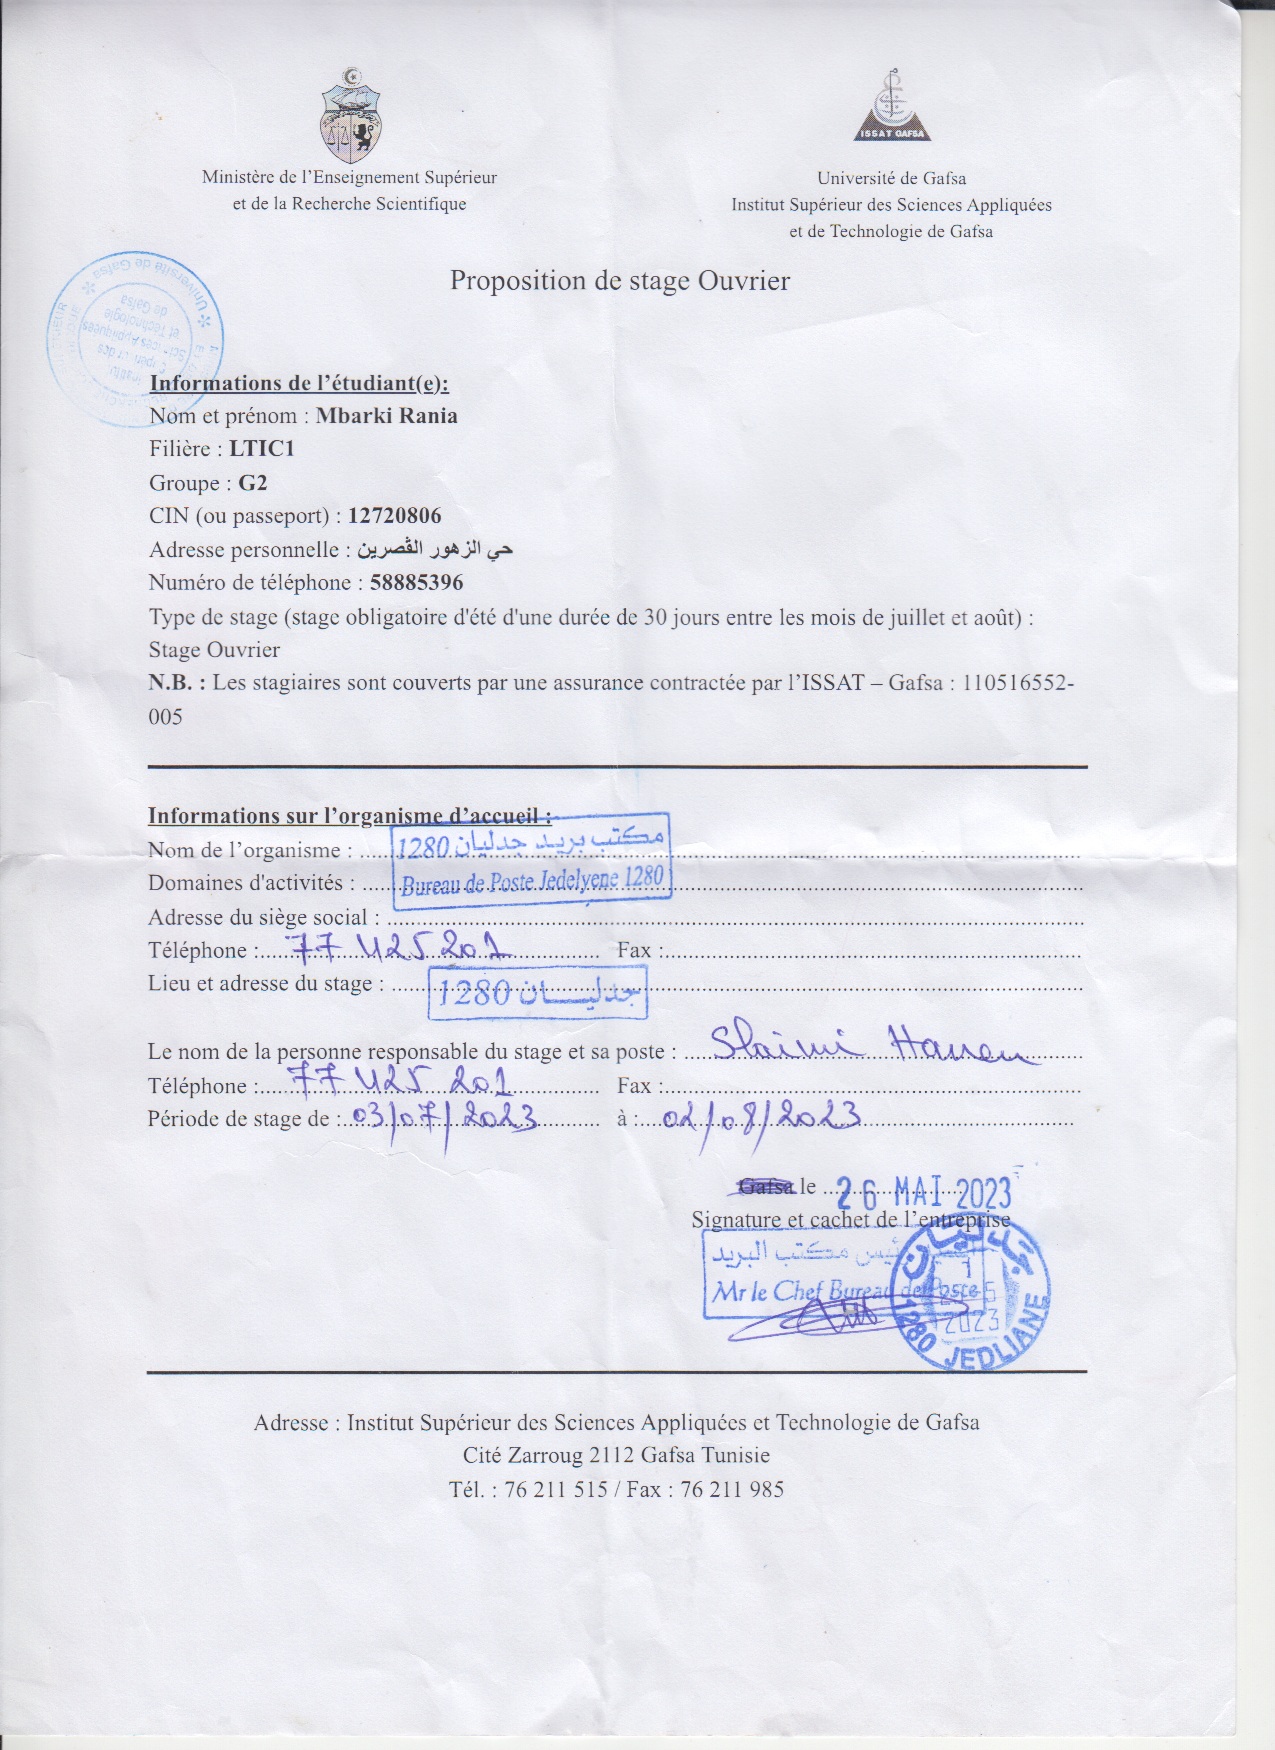 ISSAT GAFSA
Ministère de l'Enseignement Supérieur
et de la Recherche Scientifique
Université de Gafsa
Institut Supérieur des Sciences Appliquées
et de Technologie de Gafsa
Proposition de stage Ouvrier
Université de Gafsa
Sciences Appliquées
et Technologie
de Gafsa
Informations de l'étudiant(e):
Nom et prénom : Mbarki Rania
Filière : LTIC1
Groupe : G2
CIN (ou passeport) : 12720806
Adresse personnelle : حي الزهور القصرين
Numéro de téléphone : 58885396
Type de stage (stage obligatoire d'été d'une durée de 30 jours entre les mois de juillet et août) :
Stage Ouvrier
N.B. : Les stagiaires sont couverts par une assurance contractée par l'ISSAT – Gafsa : 110516552-
005
Informations sur l'organisme d'accueil :
Nom de l'organisme : مكتب بريد جدليان 1280
Domaines d'activités : Bureau de Poste Jedelyene 1280
Adresse du siège social :
Téléphone : 77 425 201 Fax :
Lieu et adresse du stage : جدليـــان 1280
Le nom de la personne responsable du stage et sa poste : Slaimi Hanen
Téléphone : 77 425 201 Fax :
Période de stage de : 03/07/2023 à : 02/08/2023
Gafsa le 26 MAI 2023
Signature et cachet de l'entreprise
رئيس مكتب البريد
Mr le Chef Bureau de Poste
جدليان
2023
1280 JEDLIANE
Adresse : Institut Supérieur des Sciences Appliquées et Technologie de Gafsa
Cité Zarroug 2112 Gafsa Tunisie
Tél. : 76 211 515 / Fax : 76 211 985